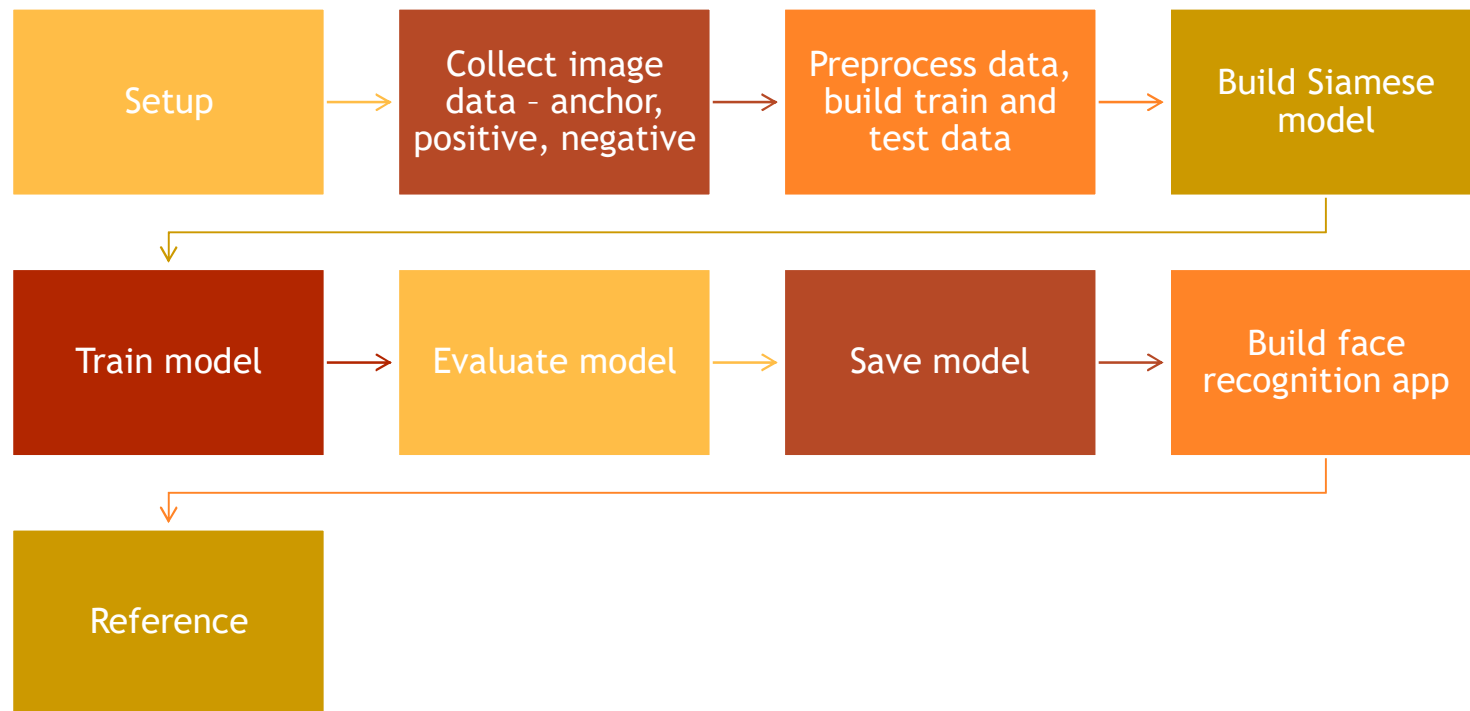 Setup
Collect image
data – anchor,
positive, negative
Preprocess data,
build train and
test data
Build Siamese
model
Train model
Evaluate model
Save model
Build face
recognition app
Reference